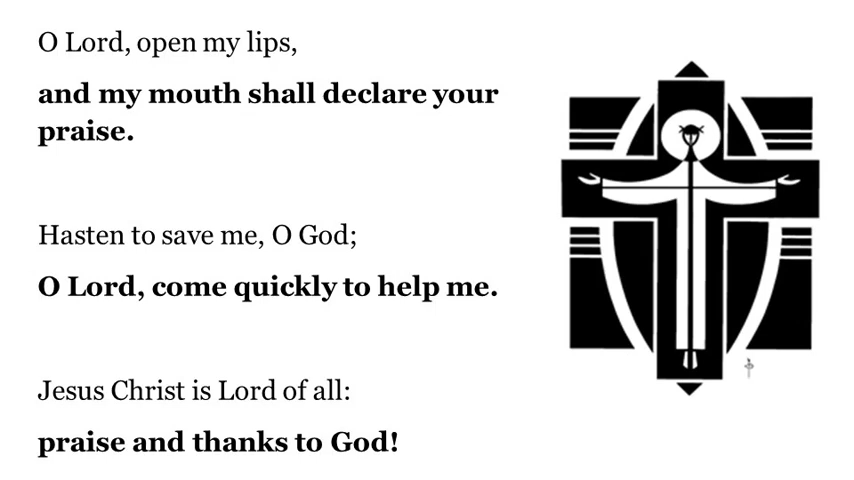 O Lord, open my lips,
and my mouth shall declare your
praise.
Hasten to save me, O God;
O Lord, come quickly to help me.
Jesus Christ is Lord of all:
praise and thanks to God!